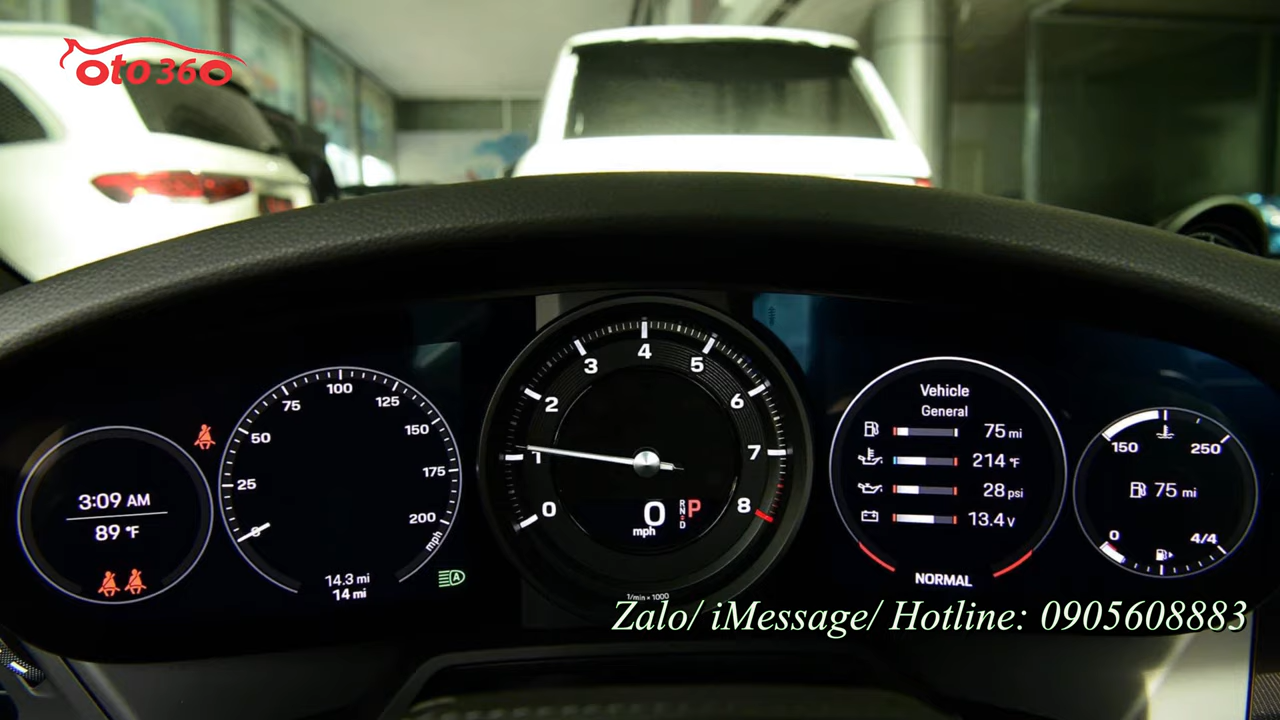 oto360
3:09 AM
89 °F
0
25
50
75
100
125
150
175
200
mph
14.3 mi
14 mi
0
1
2
3
4
5
6
7
8
0
mph
R
N
D
P
1/min × 1000
Vehicle
General
75 mi
214 °F
28 psi
13.4 V
NORMAL
150
250
75 mi
0
4/4
Zalo/ iMessage/ Hotline: 0905608883